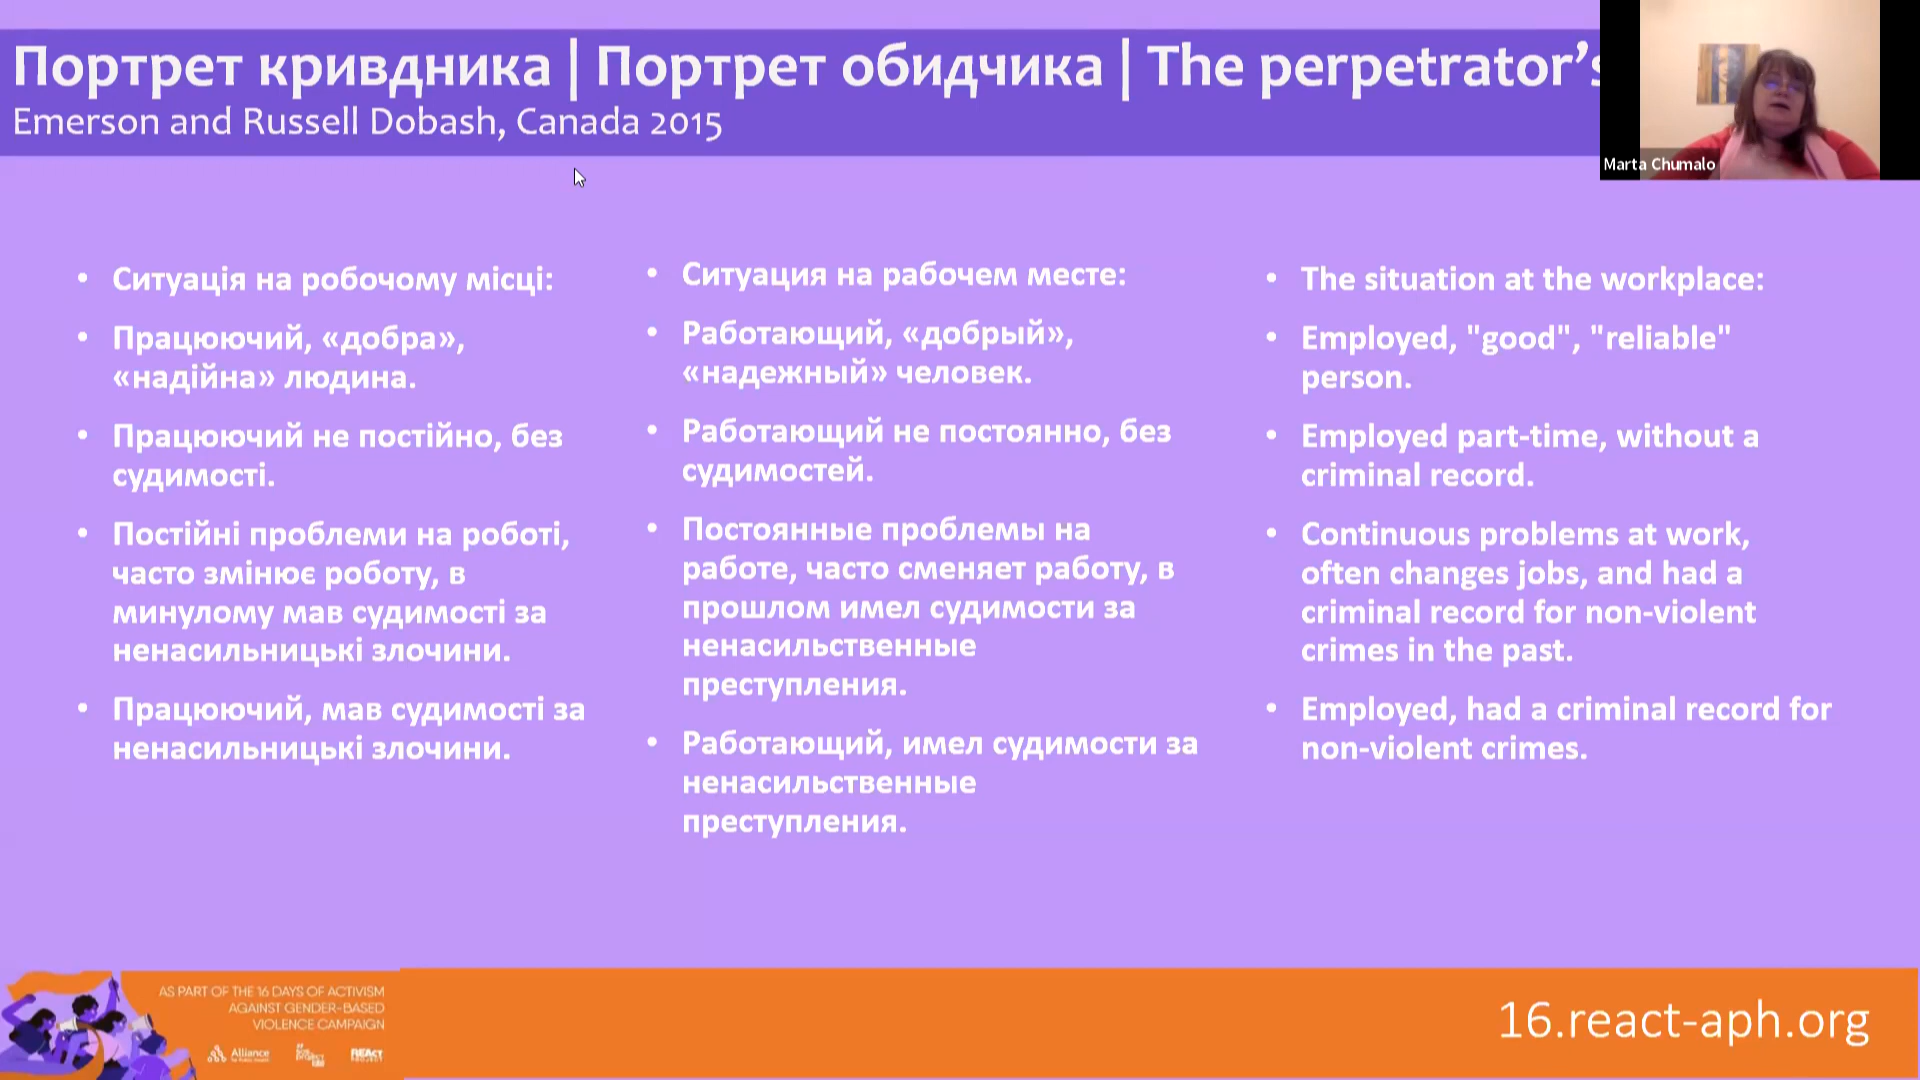 Портрет кривдника | Портрет обидчика | The perpetrator’s
Emerson and Russell Dobash, Canada 2015
Marta Chumalo
• Ситуація на робочому місці:
• Працюючий, «добра»,
«надійна» людина.
• Працюючий не постійно, без
судимості.
• Постійні проблеми на роботі,
часто змінює роботу, в
минулому мав судимості за
ненасильницькі злочини.
• Працюючий, мав судимості за
ненасильницькі злочини.
• Ситуация на рабочем месте:
• Работающий, «добрый»,
«надежный» человек.
• Работающий не постоянно, без
судимостей.
• Постоянные проблемы на
работе, часто сменяет работу, в
прошлом имел судимости за
ненасильственные
преступления.
• Работающий, имел судимости за
ненасильственные
преступления.
• The situation at the workplace:
• Employed, "good", "reliable"
person.
• Employed part-time, without a
criminal record.
• Continuous problems at work,
often changes jobs, and had a
criminal record for non-violent
crimes in the past.
• Employed, had a criminal record for
non-violent crimes.
AS PART OF THE 16 DAYS OF ACTIVISM
AGAINST GENDER-BASED
VIOLENCE CAMPAIGN
Alliance
REAct
16.react-aph.org